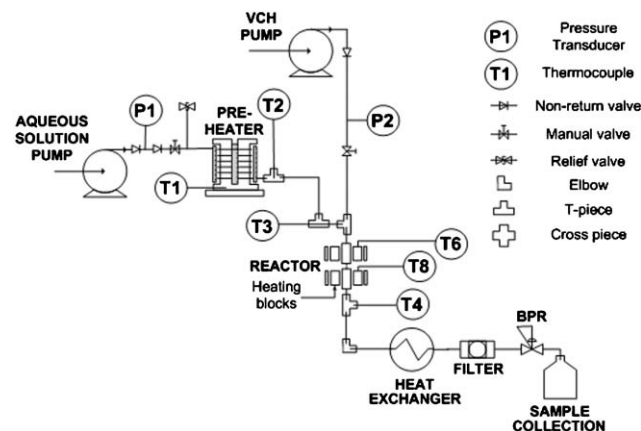 VCH
PUMP
P1
Pressure
Transducer
T1
Thermocouple
Non-return valve
Manual valve
Relief valve
Elbow
T-piece
Cross piece
AQUEOUS
SOLUTION
PUMP
P1
PRE-
HEATER
T2
P2
T1
T3
T6
REACTOR
T8
Heating
blocks
T4
BPR
HEAT
EXCHANGER
FILTER
SAMPLE
COLLECTION